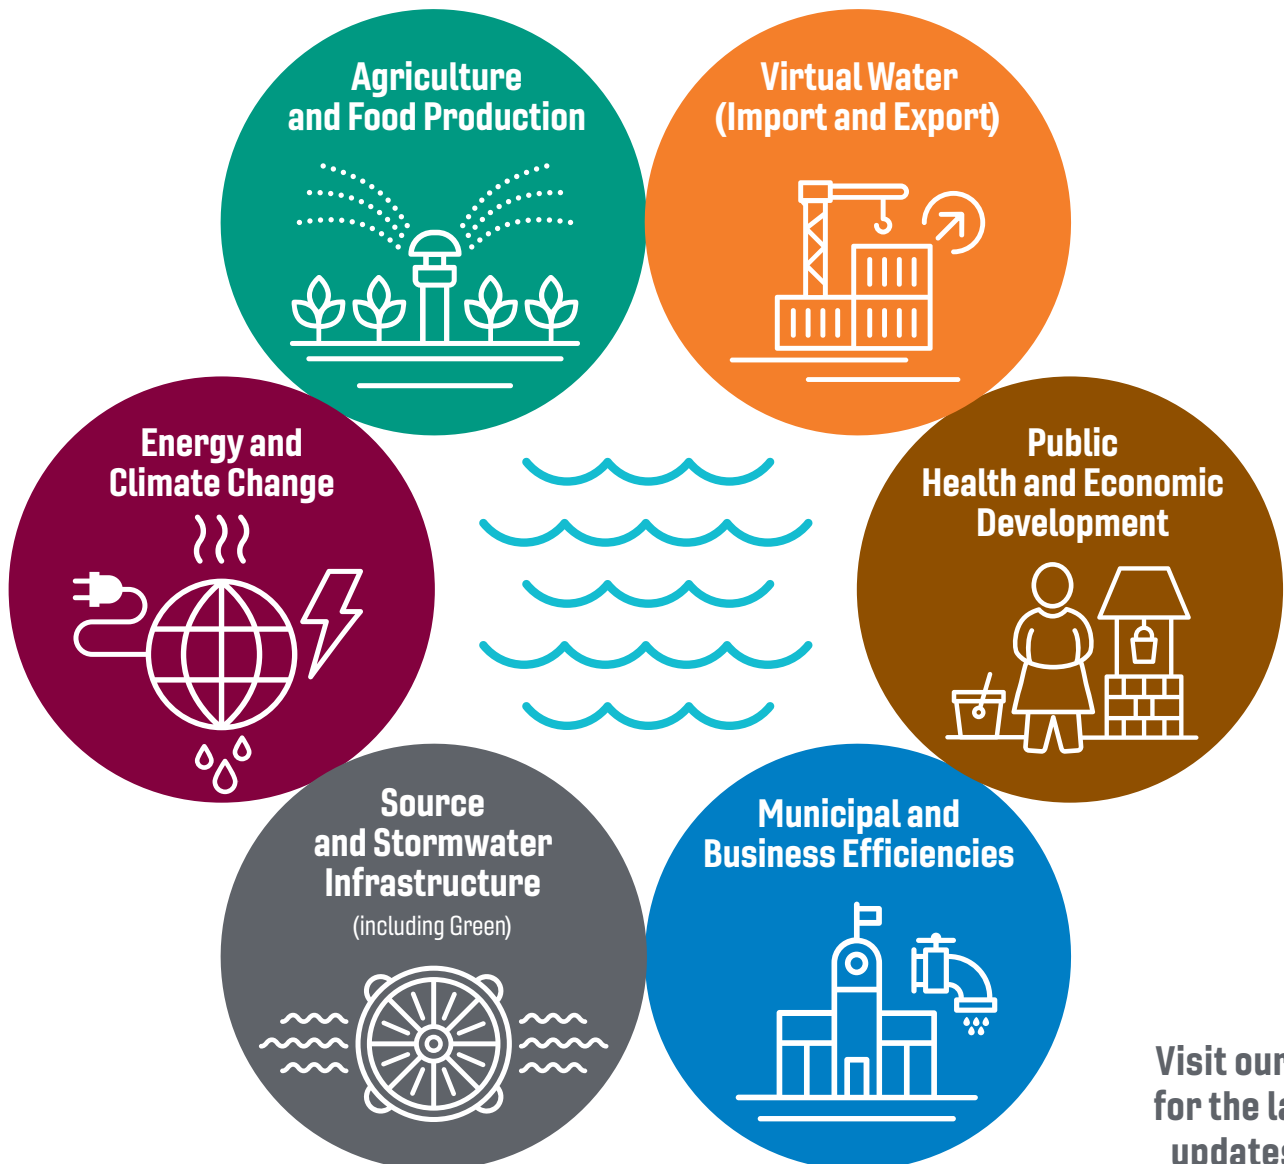 Agriculture
and Food Production
Virtual Water
(Import and Export)
Energy and
Climate Change
Public
Health and Economic
Development
Source
and Stormwater
Infrastructure
(including Green)
Municipal and
Business Efficiencies
Visit our
for the
updates